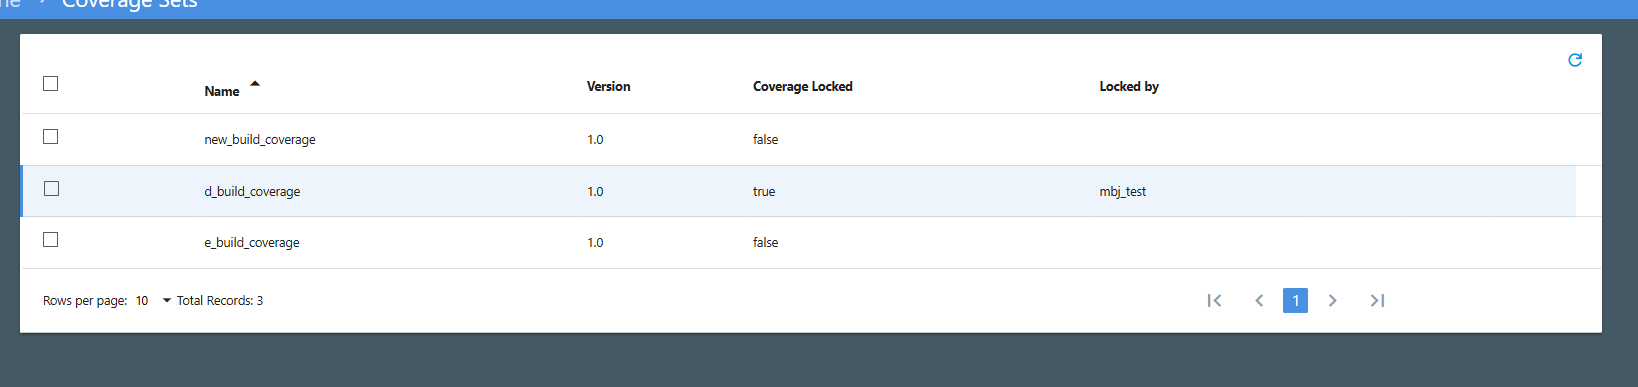 Coverage Sets
Name Version Coverage Locked Locked by
new_build_coverage 1.0 false
d_build_coverage 1.0 true mbj_test
e_build_coverage 1.0 false
Rows per page: 10 Total Records: 3 1